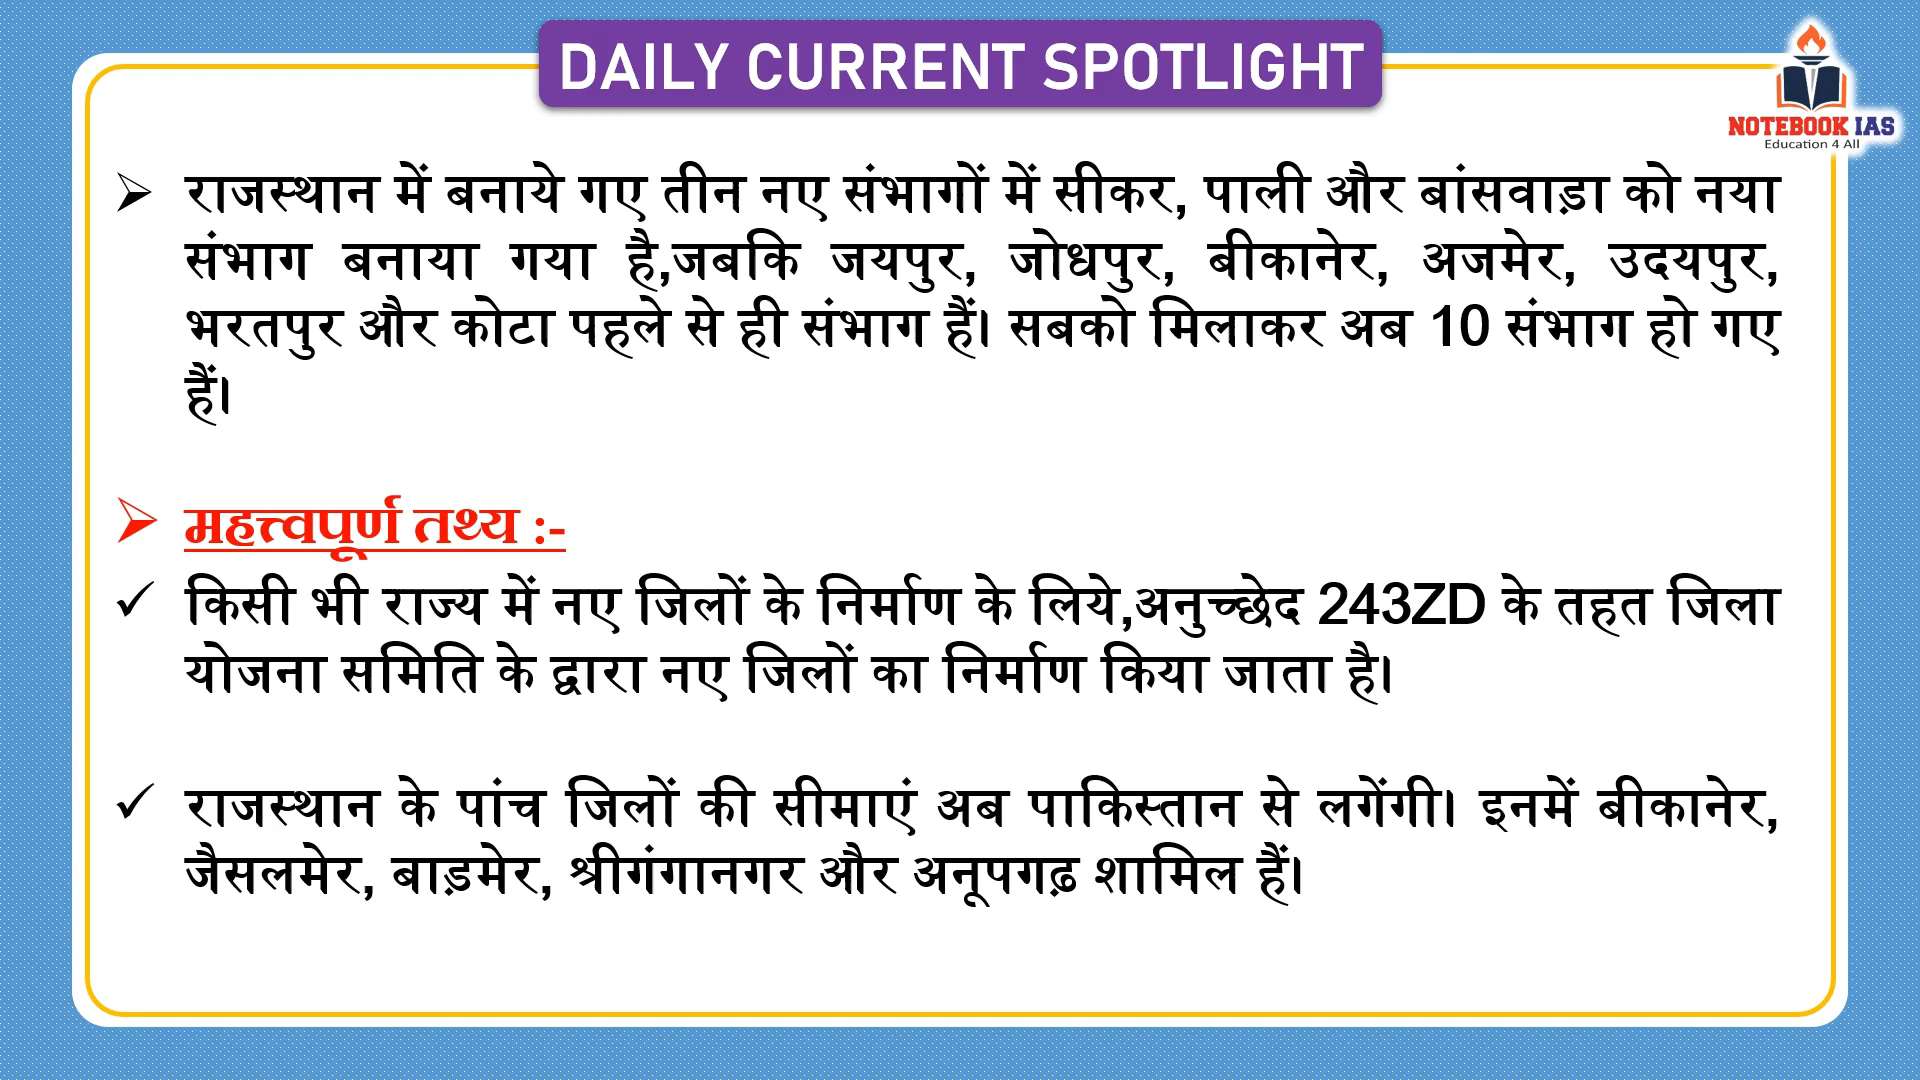 DAILY CURRENT SPOTLIGHT
NOTEBOOK IAS
Education 4 All
राजस्थान में बनाये गए तीन नए संभागों में सीकर, पाली और बांसवाड़ा को नया
संभाग बनाया गया है,जबकि जयपुर, जोधपुर, बीकानेर, अजमेर, उदयपुर,
भरतपुर और कोटा पहले से ही संभाग हैं। सबको मिलाकर अब 10 संभाग हो गए
हैं।
महत्त्वपूर्ण तथ्य :-
किसी भी राज्य में नए जिलों के निर्माण के लिये,अनुच्छेद 243ZD के तहत जिला
योजना समिति के द्वारा नए जिलों का निर्माण किया जाता है।
राजस्थान के पांच जिलों की सीमाएं अब पाकिस्तान से लगेंगी। इनमें बीकानेर,
जैसलमेर, बाड़मेर, श्रीगंगानगर और अनूपगढ़ शामिल हैं।